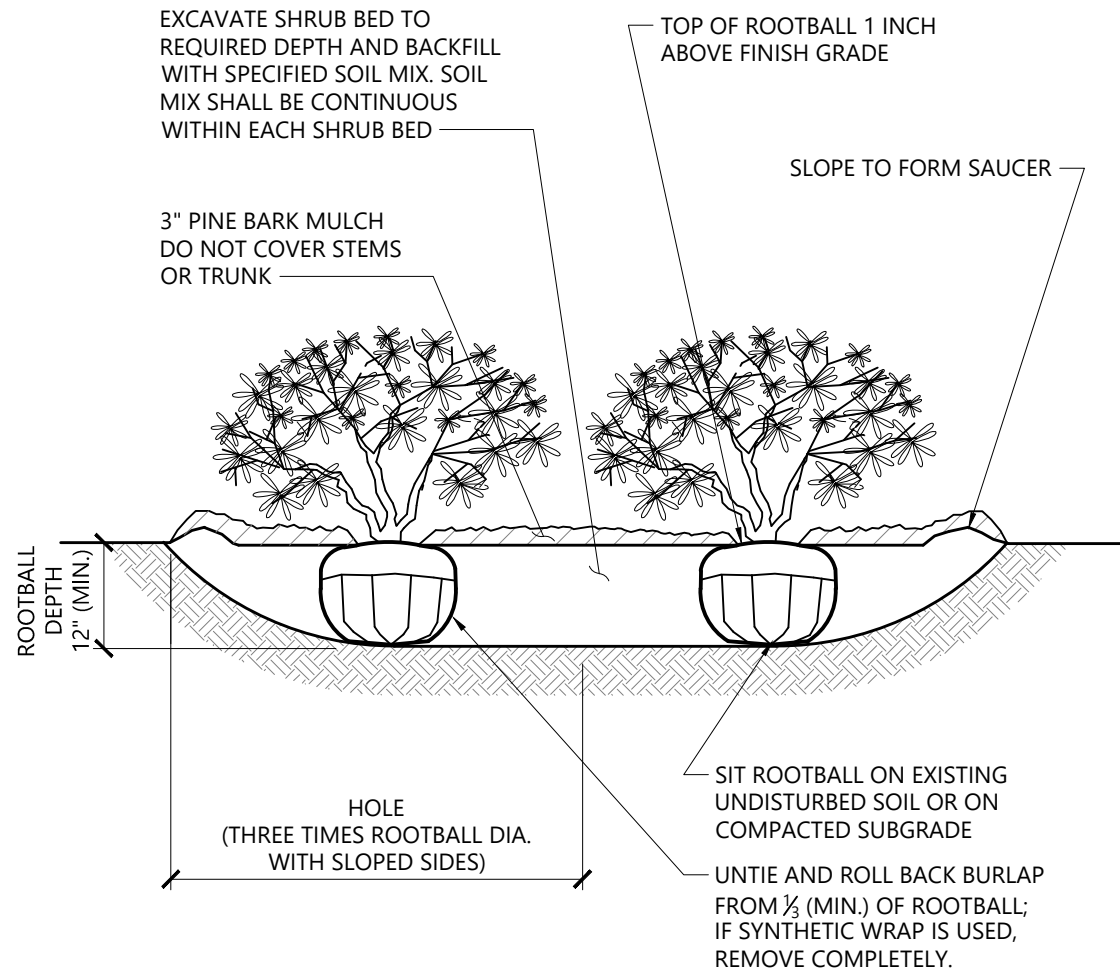 EXCAVATE SHRUB BED TO
REQUIRED DEPTH AND BACKFILL
WITH SPECIFIED SOIL MIX. SOIL
MIX SHALL BE CONTINUOUS
WITHIN EACH SHRUB BED
TOP OF ROOTBALL 1 INCH
ABOVE FINISH GRADE
SLOPE TO FORM SAUCER
3" PINE BARK MULCH
DO NOT COVER STEMS
OR TRUNK
ROOTBALL
DEPTH
12" (MIN.)
HOLE
(THREE TIMES ROOTBALL DIA.
WITH SLOPED SIDES)
SIT ROOTBALL ON EXISTING
UNDISTURBED SOIL OR ON
COMPACTED SUBGRADE
UNTIE AND ROLL BACK BURLAP
FROM 1/3 (MIN.) OF ROOTBALL;
IF SYNTHETIC WRAP IS USED,
REMOVE COMPLETELY.